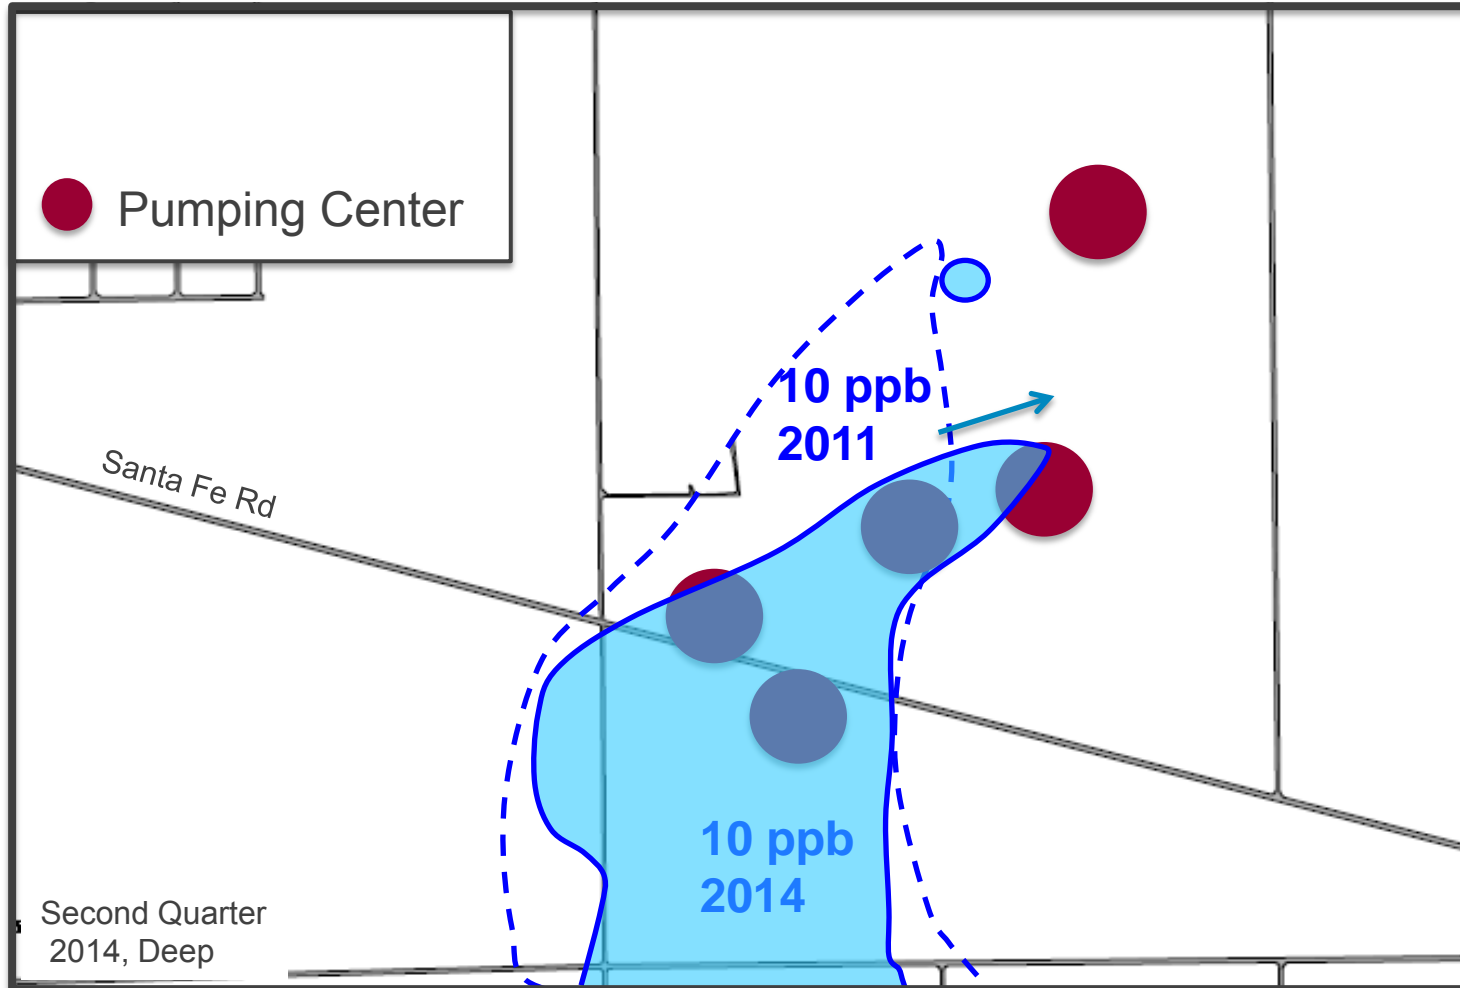 Pumping Center
10 ppb
2011
Santa Fe Rd
10 ppb
2014
Second Quarter
2014, Deep